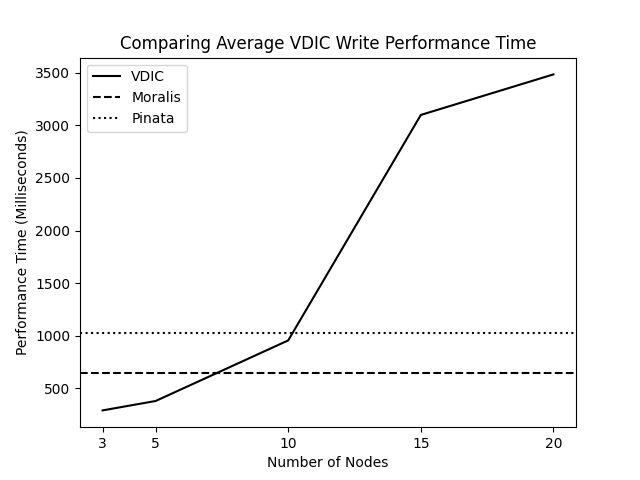 Comparing Average VDIC Write Performance Time
VDIC
Moralis
Pinata
Performance Time (Milliseconds)
3500
3000
2500
2000
1500
1000
500
3 5 10 15 20
Number of Nodes